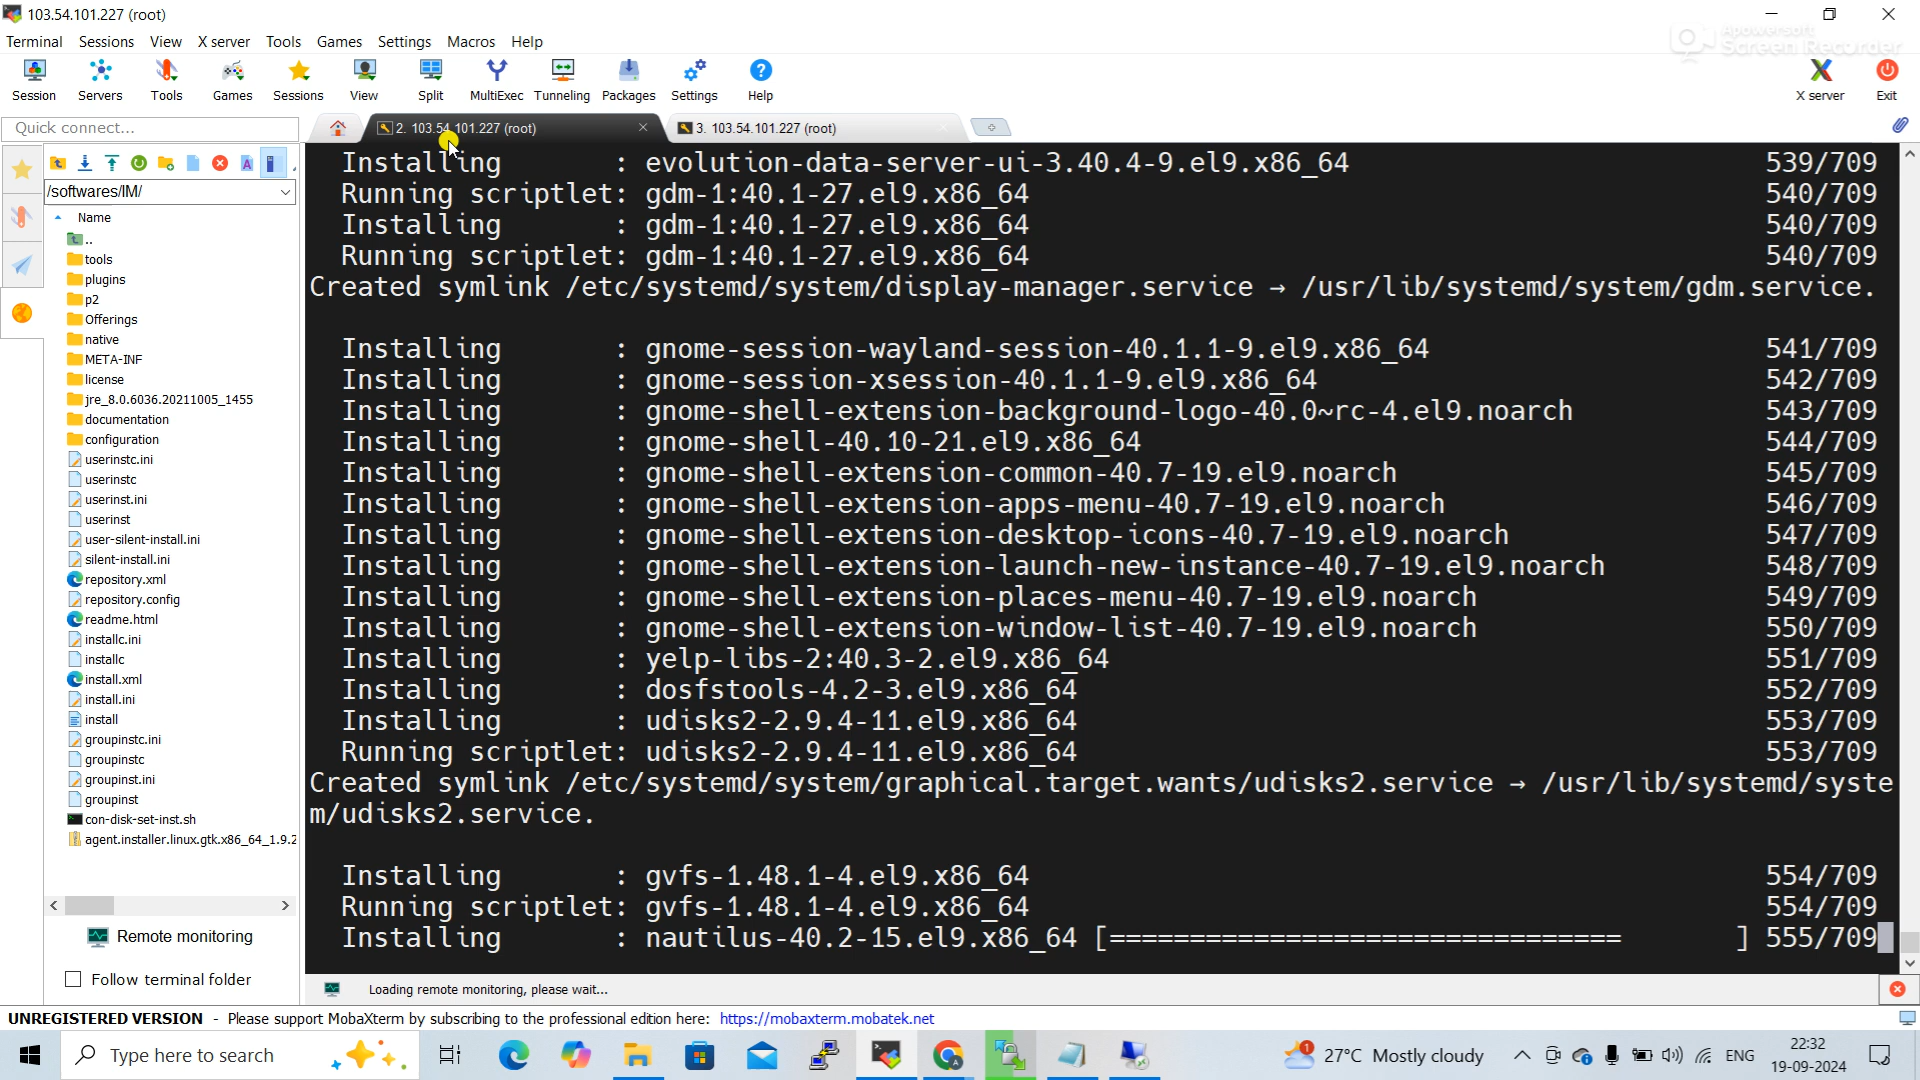 103.54.101.227 (root)
Terminal Sessions View X server Tools Games Settings Macros Help
Apowersoft
Screen Recorder
Session Servers Tools Games Sessions View Split MultiExec Tunneling Packages Settings Help X server Exit
Quick connect...
2. 103.54.101.227 (root)
3. 103.54.101.227 (root)
/softwares/IM/
Name
..
tools
plugins
p2
Offerings
native
META-INF
license
jre_8.0.6036.20211005_1455
documentation
configuration
userinstc.ini
userinstc
userinst.ini
userinst
user-silent-install.ini
silent-install.ini
repository.xml
repository.config
readme.html
installc.ini
installc
install.xml
install.ini
install
groupinstc.ini
groupinstc
groupinst.ini
groupinst
con-disk-set-inst.sh
agent.installer.linux.gtk.x86_64_1.9.2
Remote monitoring
Follow terminal folder
Installing : evolution-data-server-ui-3.40.4-9.el9.x86_64 539/709
Running scriptlet: gdm-1:40.1-27.el9.x86_64 540/709
Installing : gdm-1:40.1-27.el9.x86_64 540/709
Running scriptlet: gdm-1:40.1-27.el9.x86_64 540/709
Created symlink /etc/systemd/system/display-manager.service → /usr/lib/systemd/system/gdm.service.
Installing : gnome-session-wayland-session-40.1.1-9.el9.x86_64 541/709
Installing : gnome-session-xsession-40.1.1-9.el9.x86_64 542/709
Installing : gnome-shell-extension-background-logo-40.0~rc-4.el9.noarch 543/709
Installing : gnome-shell-40.10-21.el9.x86_64 544/709
Installing : gnome-shell-extension-common-40.7-19.el9.noarch 545/709
Installing : gnome-shell-extension-apps-menu-40.7-19.el9.noarch 546/709
Installing : gnome-shell-extension-desktop-icons-40.7-19.el9.noarch 547/709
Installing : gnome-shell-extension-launch-new-instance-40.7-19.el9.noarch 548/709
Installing : gnome-shell-extension-places-menu-40.7-19.el9.noarch 549/709
Installing : gnome-shell-extension-window-list-40.7-19.el9.noarch 550/709
Installing : yelp-libs-2:40.3-2.el9.x86_64 551/709
Installing : dosfstools-4.2-3.el9.x86_64 552/709
Installing : udisks2-2.9.4-11.el9.x86_64 553/709
Running scriptlet: udisks2-2.9.4-11.el9.x86_64 553/709
Created symlink /etc/systemd/system/graphical.target.wants/udisks2.service → /usr/lib/systemd/syste
m/udisks2.service.
Installing : gvfs-1.48.1-4.el9.x86_64 554/709
Running scriptlet: gvfs-1.48.1-4.el9.x86_64 554/709
Installing : nautilus-40.2-15.el9.x86_64 [================================ ] 555/709
Loading remote monitoring, please wait...
UNREGISTERED VERSION - Please support MobaXterm by subscribing to the professional edition here: https://mobaxterm.mobatek.net
Type here to search
27°C Mostly cloudy
ENG
22:32
19-09-2024